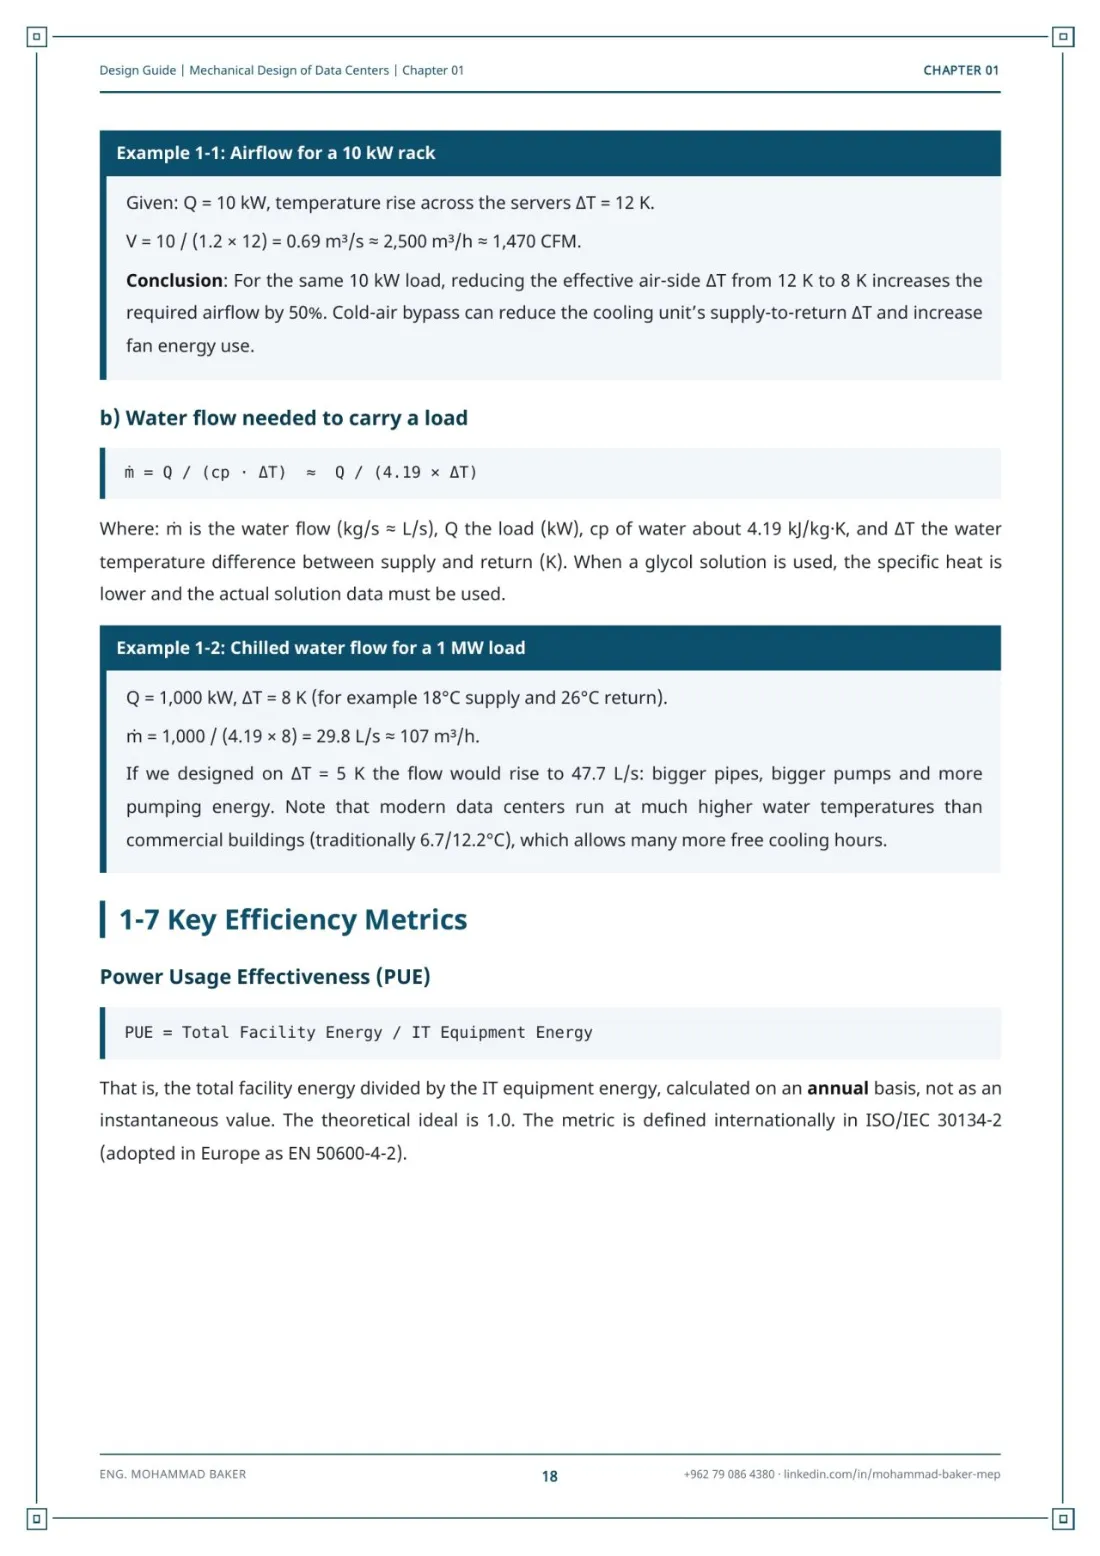 Design Guide | Mechanical Design of Data Centers | Chapter 01
CHAPTER 01
Example 1-1: Airflow for a 10 kW rack
Given: Q = 10 kW, temperature rise across the servers ΔT = 12 K.
V = 10 / (1.2 × 12) = 0.69 m³/s ≈ 2,500 m³/h ≈ 1,470 CFM.
Conclusion: For the same 10 kW load, reducing the effective air-side ΔT from 12 K to 8 K increases the
required airflow by 50%. Cold-air bypass can reduce the cooling unit’s supply-to-return ΔT and increase
fan energy use.
b) Water flow needed to carry a load
ṁ = Q / (cp · ΔT) ≈ Q / (4.19 × ΔT)
Where: ṁ is the water flow (kg/s ≈ L/s), Q the load (kW), cp of water about 4.19 kJ/kg·K, and ΔT the water
temperature difference between supply and return (K). When a glycol solution is used, the specific heat is
lower and the actual solution data must be used.
Example 1-2: Chilled water flow for a 1 MW load
Q = 1,000 kW, ΔT = 8 K (for example 18°C supply and 26°C return).
ṁ = 1,000 / (4.19 × 8) = 29.8 L/s ≈ 107 m³/h.
If we designed on ΔT = 5 K the flow would rise to 47.7 L/s: bigger pipes, bigger pumps and more
pumping energy. Note that modern data centers run at much higher water temperatures than
commercial buildings (traditionally 6.7/12.2°C), which allows many more free cooling hours.
1-7 Key Efficiency Metrics
Power Usage Effectiveness (PUE)
PUE = Total Facility Energy / IT Equipment Energy
That is, the total facility energy divided by the IT equipment energy, calculated on an annual basis, not as an
instantaneous value. The theoretical ideal is 1.0. The metric is defined internationally in ISO/IEC 30134-2
(adopted in Europe as EN 50600-4-2).
ENG. MOHAMMAD BAKER
18
+962 79 086 4380 · linkedin.com/in/mohammad-baker-mep